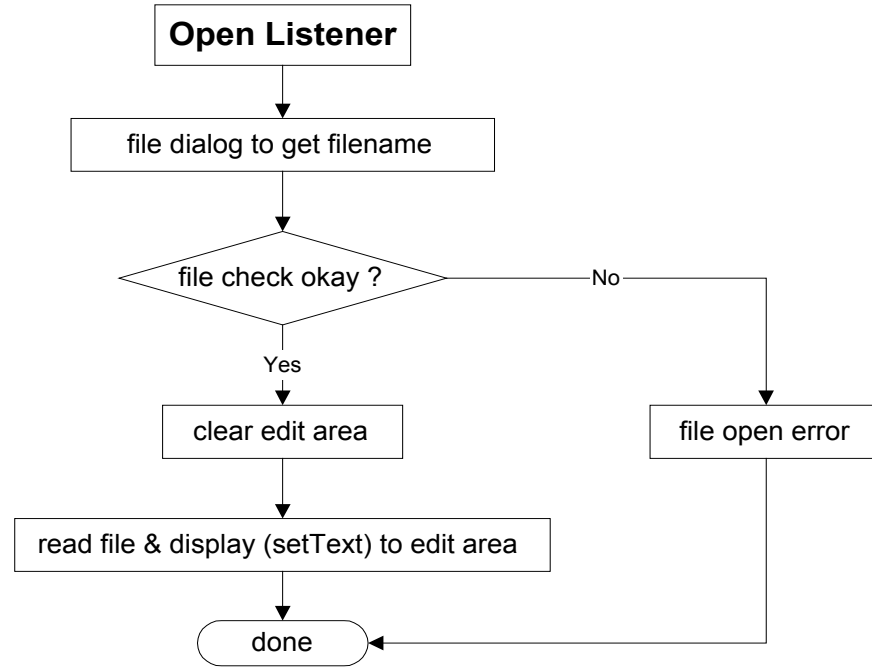 Open Listener
file dialog to get filename
file check okay ?
No
Yes
clear edit area
file open error
read file & display (setText) to edit area
done